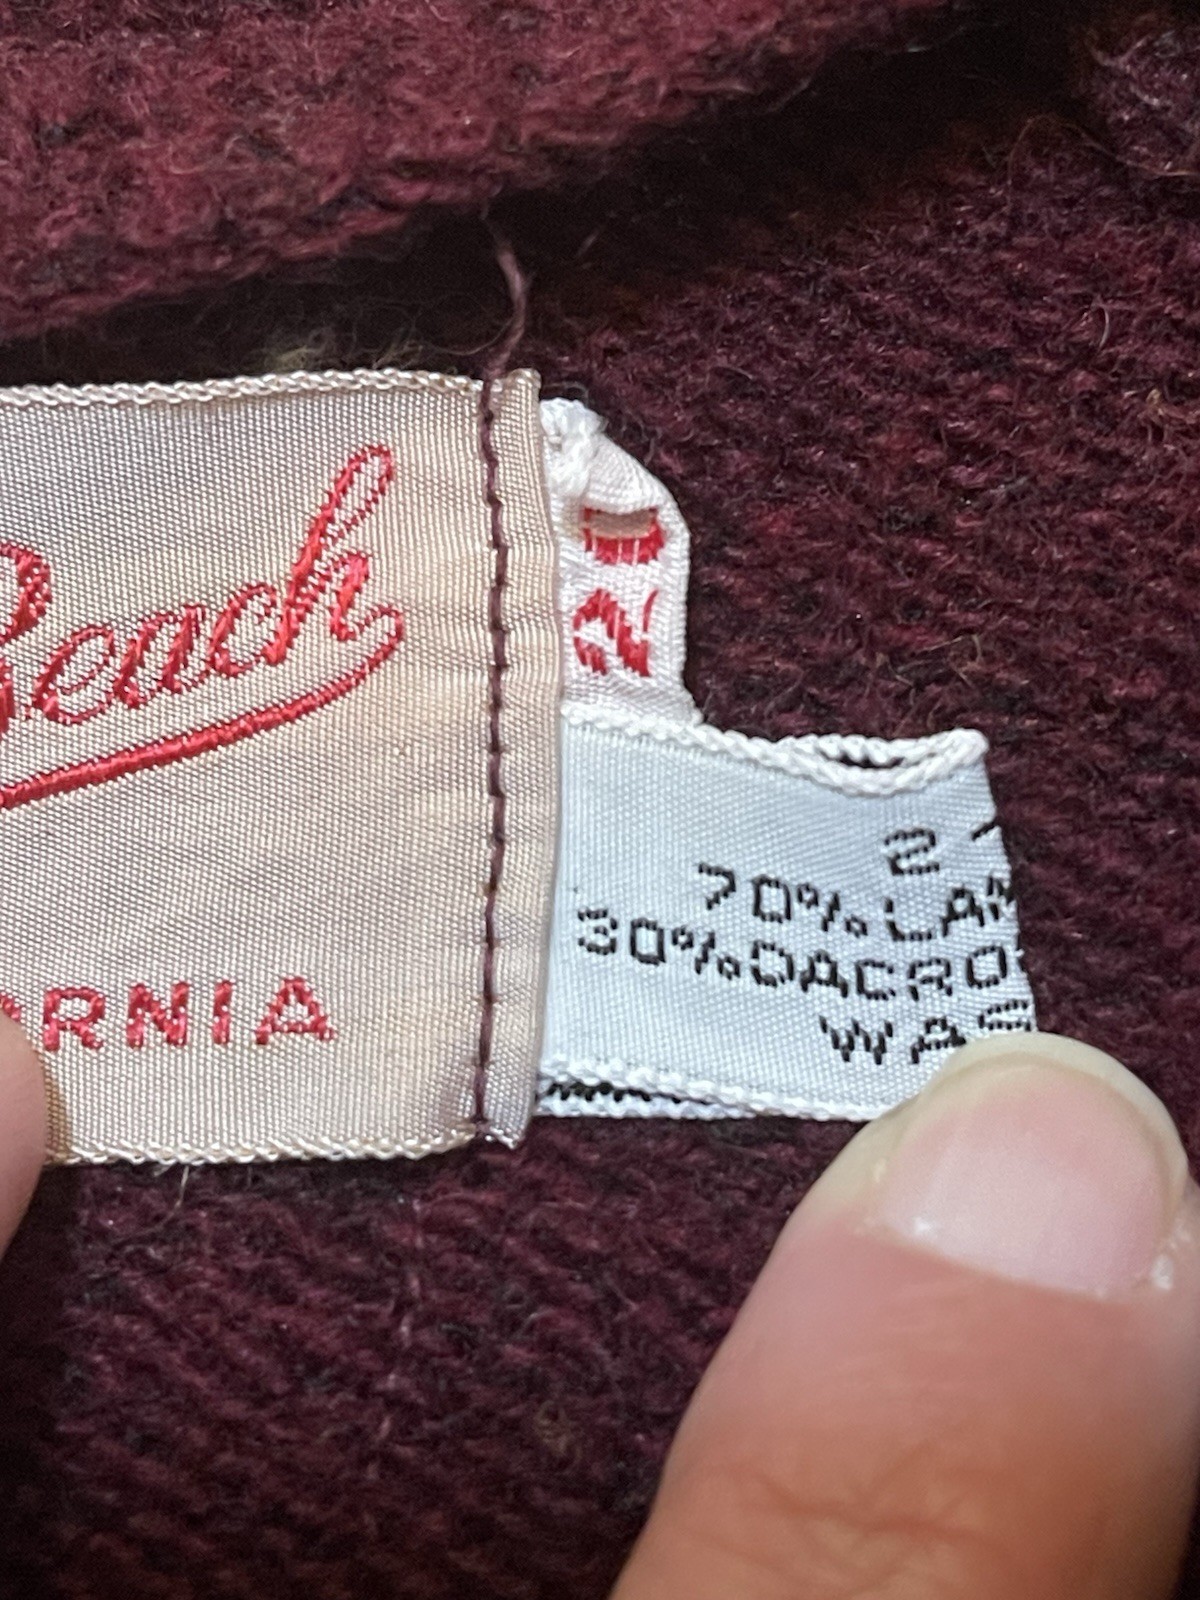 Beach
RNIA
2
2
70% LAM
30% DACRO
WAS